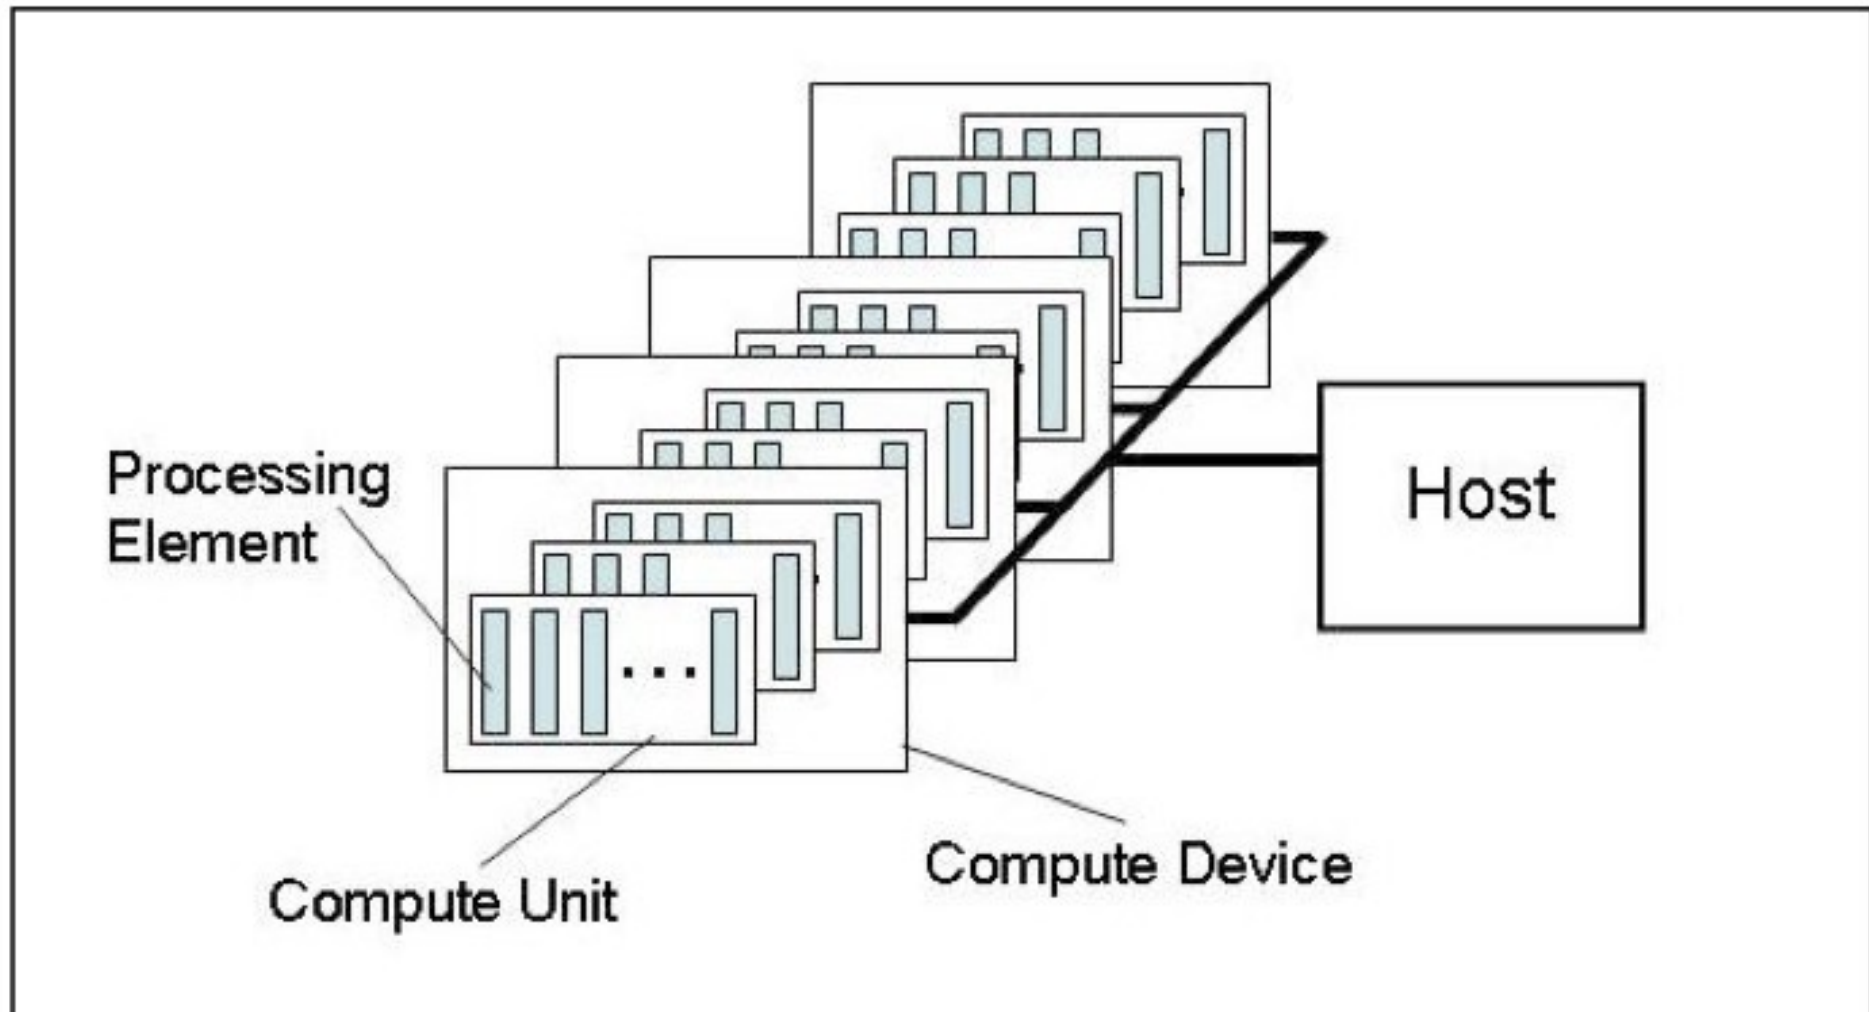 Processing
Element
Host
...
Compute Unit
Compute Device